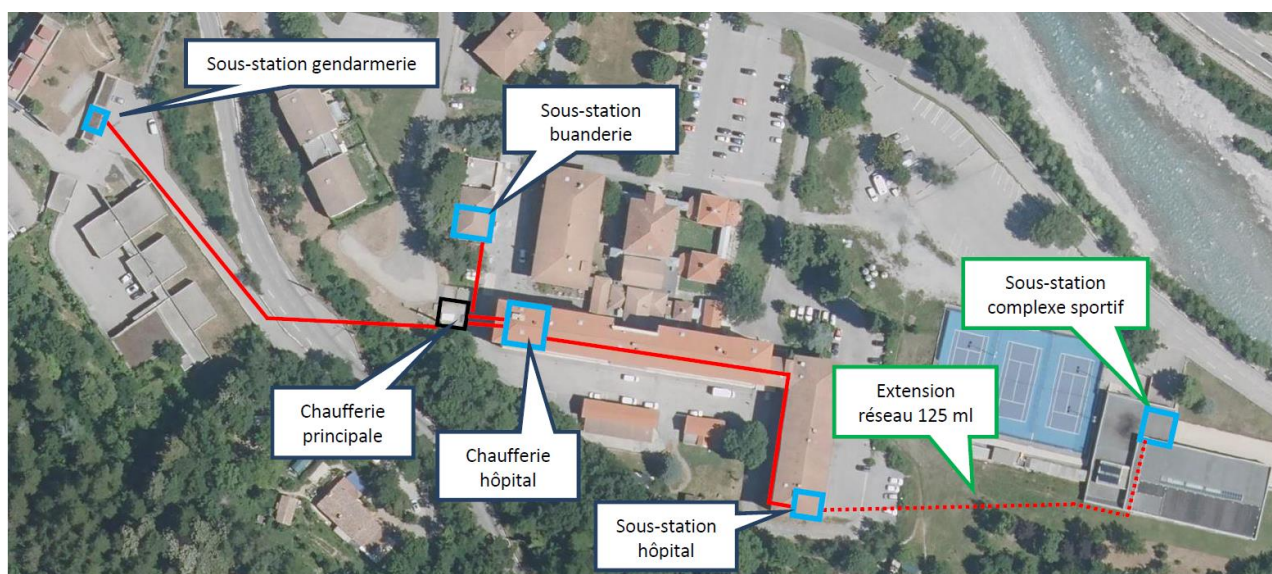 Sous-station gendarmerie
Sous-station
buanderie
Sous-station
complexe sportif
Extension
réseau 125 ml
Chaufferie
principale
Chaufferie
hôpital
Sous-station
hôpital